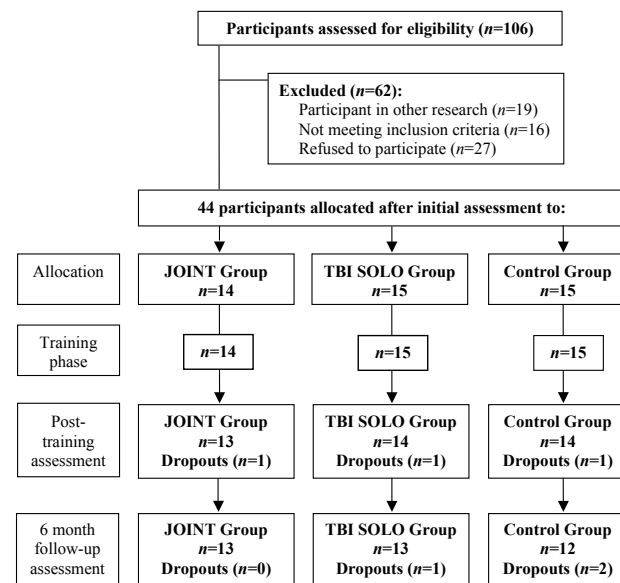 Participants assessed for eligibility (n=106)
Excluded (n=62):
Participant in other research (n=19)
Not meeting inclusion criteria (n=16)
Refused to participate (n=27)
44 participants allocated after initial assessment to:
Allocation
JOINT Group
n=14
TBI SOLO Group
n=15
Control Group
n=15
Training
phase
n=14
n=15
n=15
Post-
training
assessment
JOINT Group
n=13
Dropouts (n=1)
TBI SOLO Group
n=14
Dropouts (n=1)
Control Group
n=14
Dropouts (n=1)
6 month
follow-up
assessment
JOINT Group
n=13
Dropouts (n=0)
TBI SOLO Group
n=13
Dropouts (n=1)
Control Group
n=12
Dropouts (n=2)